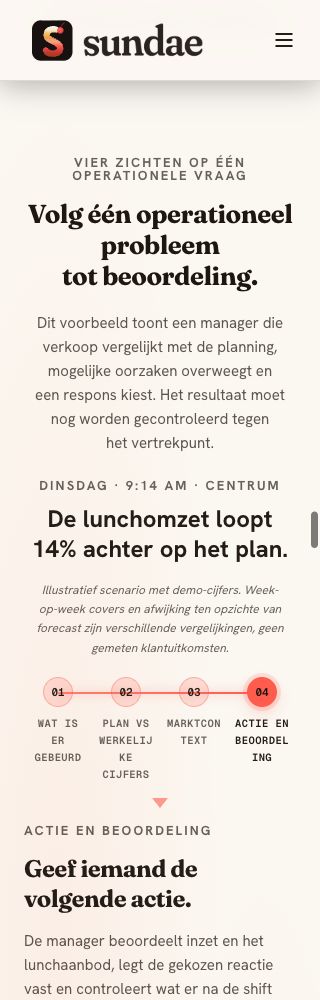 sundae
VIER ZICHTEN OP ÉÉN
OPERATIONELE VRAAG
Volg één operationeel
probleem
tot beoordeling.
Dit voorbeeld toont een manager die
verkoop vergelijkt met de planning,
mogelijke oorzaken overweegt en
een respons kiest. Het resultaat moet
nog worden gecontroleerd tegen
het vertrekpunt.
DINSDAG · 9:14 AM · CENTRUM
De lunchomzet loopt
14% achter op het plan.
Illustratief scenario met demo-cijfers. Week-
op-week covers en afwijking ten opzichte van
forecast zijn verschillende vergelijkingen, geen
gemeten klantuitkomsten.
01 02 03 04
WAT IS
ER
GEBEURD
PLAN VS
WERKELIJ
KE
CIJFERS
MARKTCON
TEXT
ACTIE EN
BEOORDEL
ING
ACTIE EN BEOORDELING
Geef iemand de
volgende actie.
De manager beoordeelt inzet en het
lunchaanbod, legt de gekozen reactie
vast en controleert wat er na de shift